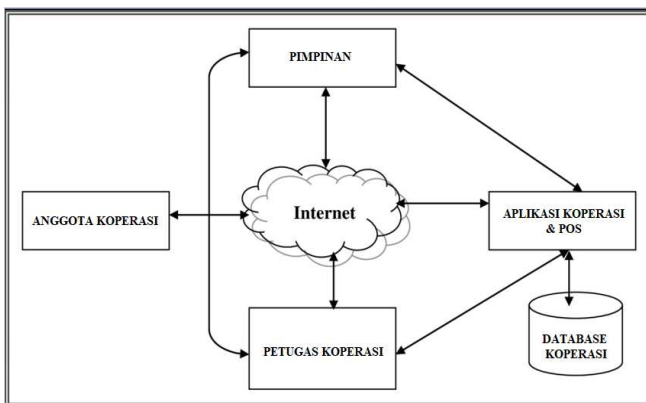 PIMPINAN
ANGGOTA KOPERASI
Internet
APLIKASI KOPERASI
& POS
PETUGAS KOPERASI
DATABASE
KOPERASI